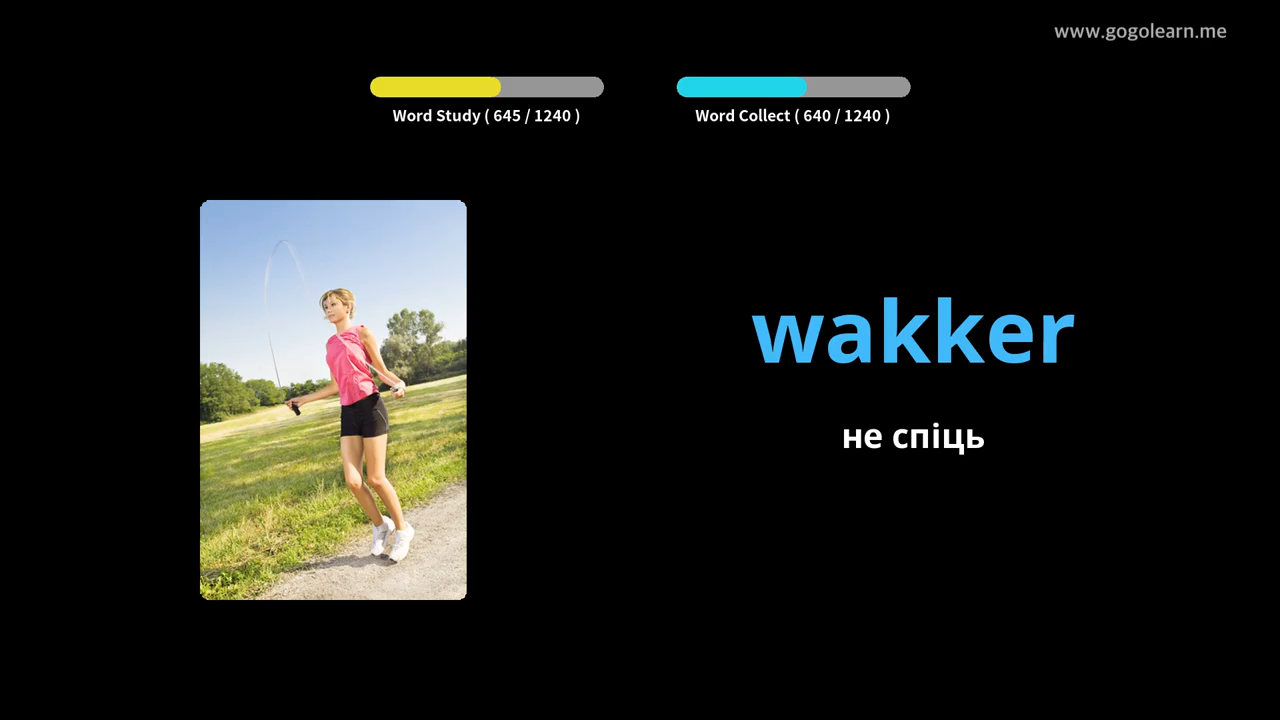 www.gogolearn.me
Word Study ( 645 / 1240 )
Word Collect ( 640 / 1240 )
wakker
не спіць